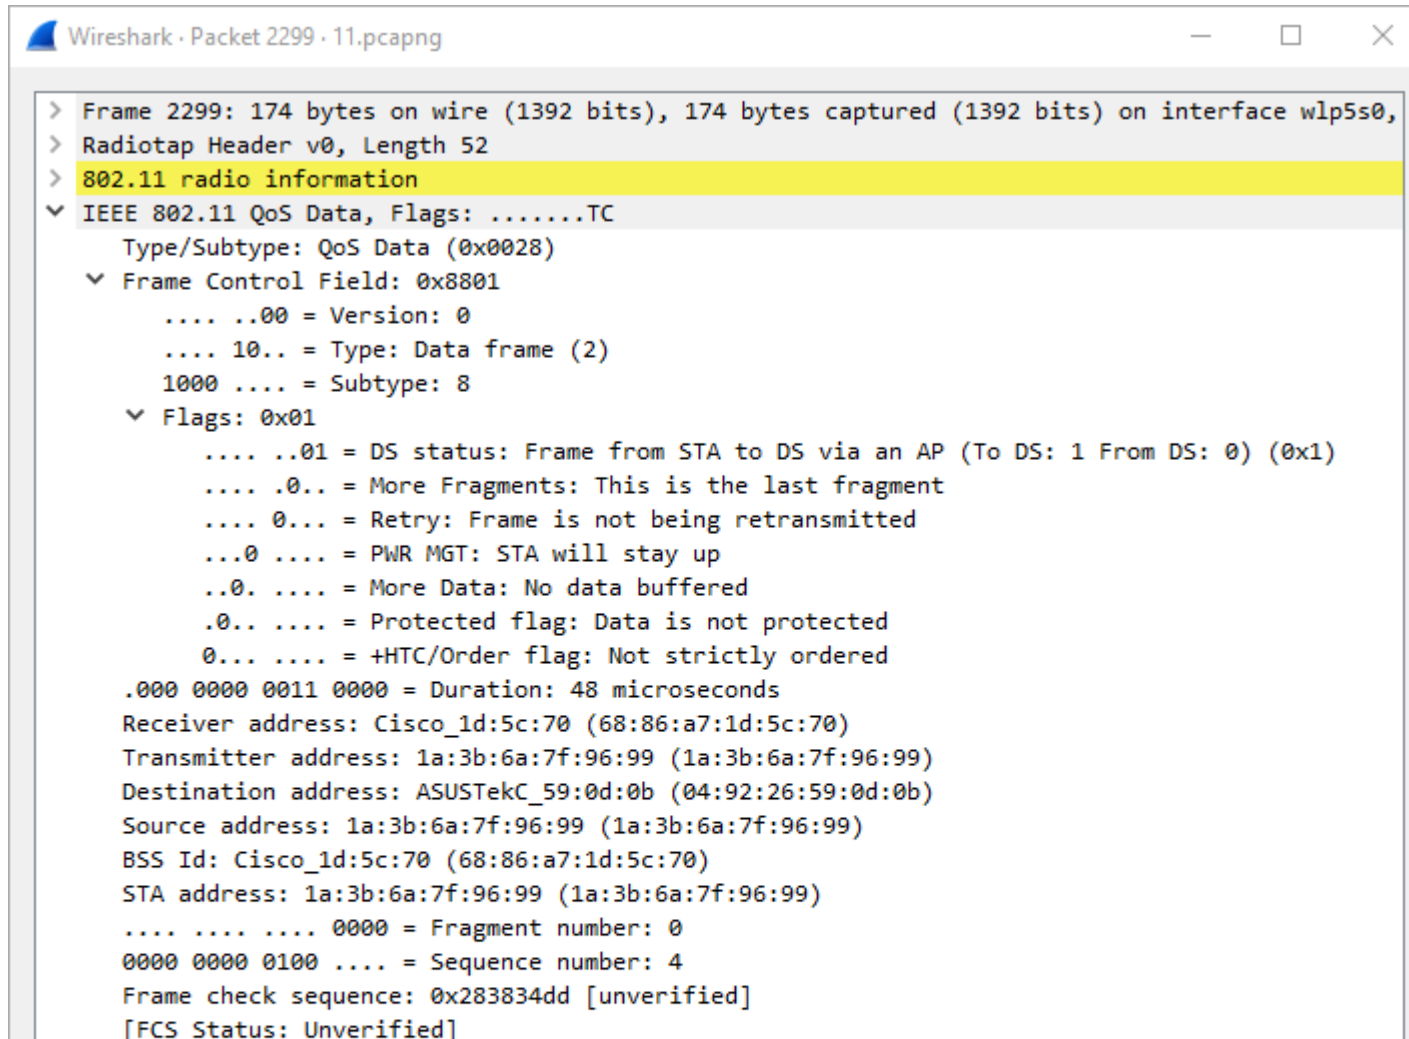 Wireshark · Packet 2299 · 11.pcapng
Frame 2299: 174 bytes on wire (1392 bits), 174 bytes captured (1392 bits) on interface wlp5s0,
Radiotap Header v0, Length 52
802.11 radio information
IEEE 802.11 QoS Data, Flags: .......TC
Type/Subtype: QoS Data (0x0028)
Frame Control Field: 0x8801
.... ..00 = Version: 0
.... 10.. = Type: Data frame (2)
1000 .... = Subtype: 8
Flags: 0x01
.... ..01 = DS status: Frame from STA to DS via an AP (To DS: 1 From DS: 0) (0x1)
.... .0.. = More Fragments: This is the last fragment
.... 0... = Retry: Frame is not being retransmitted
...0 .... = PWR MGT: STA will stay up
..0. .... = More Data: No data buffered
.0.. .... = Protected flag: Data is not protected
0... .... = +HTC/Order flag: Not strictly ordered
.000 0000 0011 0000 = Duration: 48 microseconds
Receiver address: Cisco_1d:5c:70 (68:86:a7:1d:5c:70)
Transmitter address: 1a:3b:6a:7f:96:99 (1a:3b:6a:7f:96:99)
Destination address: ASUSTekC_59:0d:0b (04:92:26:59:0d:0b)
Source address: 1a:3b:6a:7f:96:99 (1a:3b:6a:7f:96:99)
BSS Id: Cisco_1d:5c:70 (68:86:a7:1d:5c:70)
STA address: 1a:3b:6a:7f:96:99 (1a:3b:6a:7f:96:99)
.... .... .... 0000 = Fragment number: 0
0000 0000 0100 .... = Sequence number: 4
Frame check sequence: 0x283834dd [unverified]
[FCS Status: Unverified]